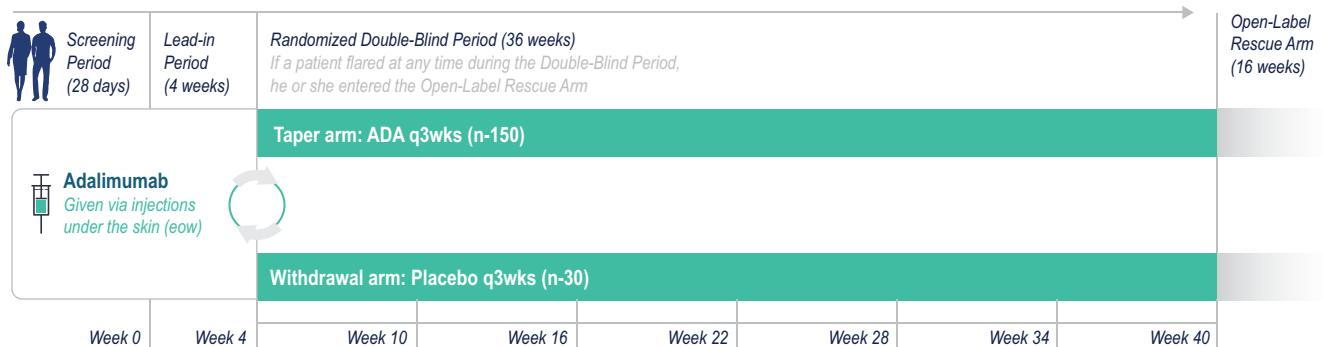 Screening
Period
(28 days)
Lead-in
Period
(4 weeks)
Randomized Double-Blind Period (36 weeks)
If a patient flared at any time during the Double-Blind Period,
he or she entered the Open-Label Rescue Arm
Open-Label
Rescue Arm
(16 weeks)
Taper arm: ADA q3wks (n-150)
Adalimumab
Given via injections
under the skin (eow)
Withdrawal arm: Placebo q3wks (n-30)
Week 0
Week 4
Week 10
Week 16
Week 22
Week 28
Week 34
Week 40